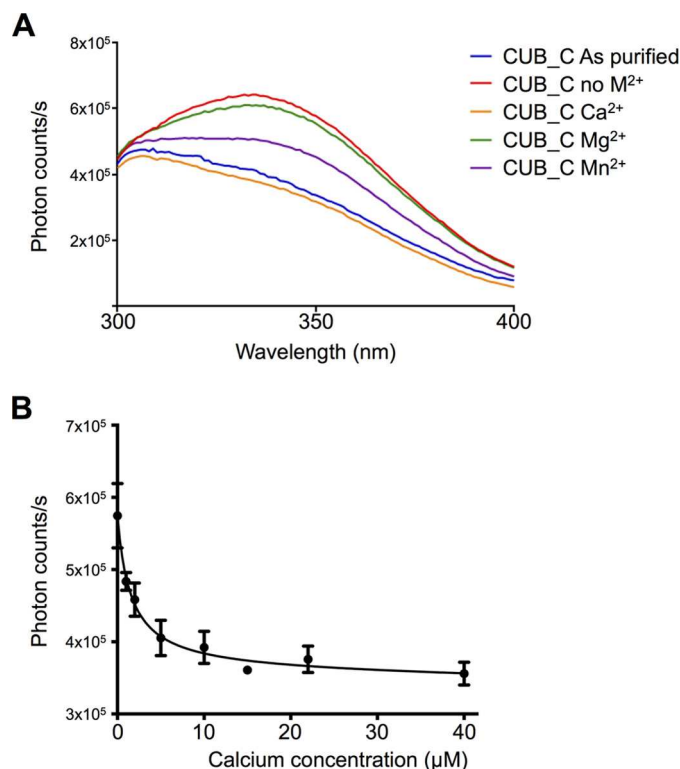 A
8x10⁵
6x10⁵
4x10⁵
2x10⁵
Photon counts/s
300
350
400
Wavelength (nm)
CUB_C As purified
CUB_C no M²⁺
CUB_C Ca²⁺
CUB_C Mg²⁺
CUB_C Mn²⁺
B
7x10⁵
6x10⁵
5x10⁵
4x10⁵
3x10⁵
Photon counts/s
0
10
20
30
40
Calcium concentration (µM)